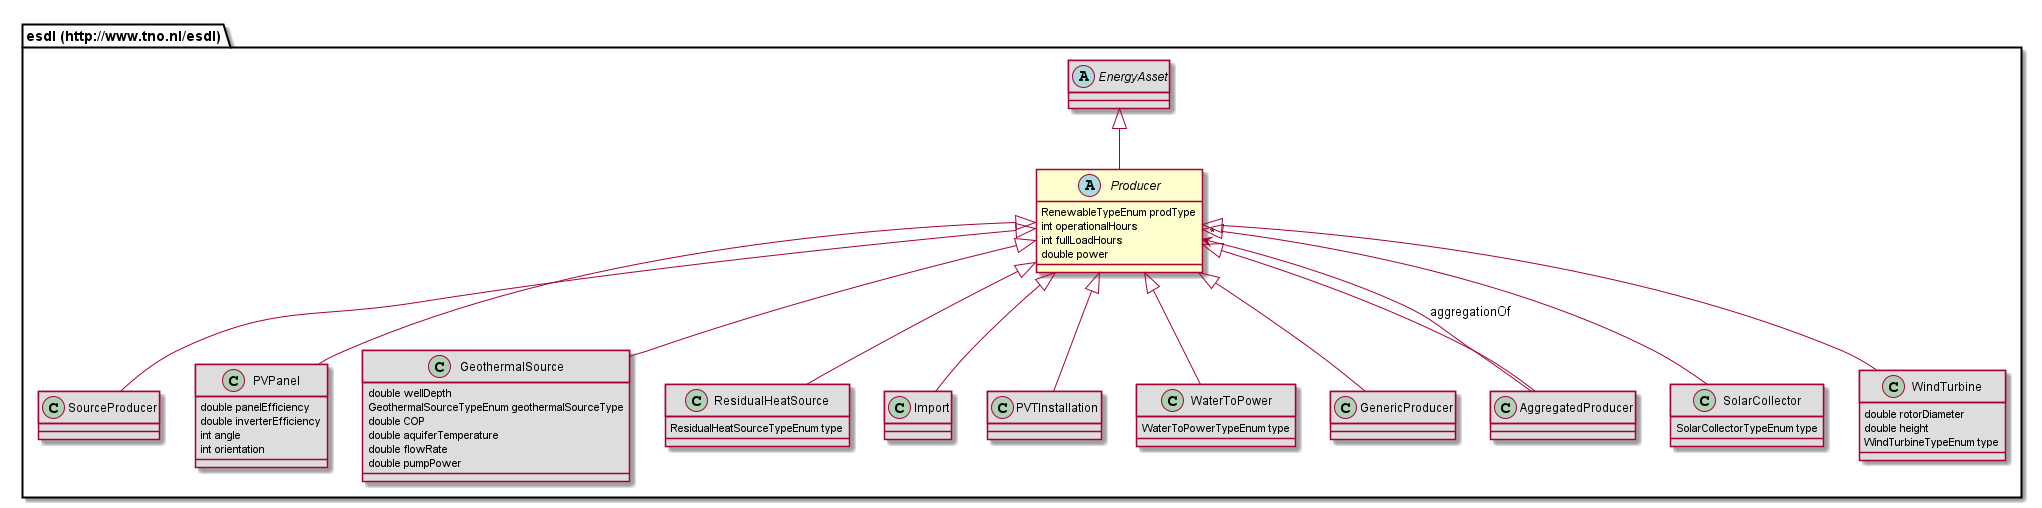 esdl (http://www.tno.nl/esdl)
A EnergyAsset
A Producer
RenewableTypeEnum prodType
int operationalHours
int fullLoadHours
double power
*
aggregationOf
C SourceProducer
C PVPanel
double panelEfficiency
double inverterEfficiency
int angle
int orientation
C GeothermalSource
double wellDepth
GeothermalSourceTypeEnum geothermalSourceType
double COP
double aquiferTemperature
double flowRate
double pumpPower
C ResidualHeatSource
ResidualHeatSourceTypeEnum type
C Import
C PVTInstallation
C WaterToPower
WaterToPowerTypeEnum type
C GenericProducer
C AggregatedProducer
C SolarCollector
SolarCollectorTypeEnum type
C WindTurbine
double rotorDiameter
double height
WindTurbineTypeEnum type